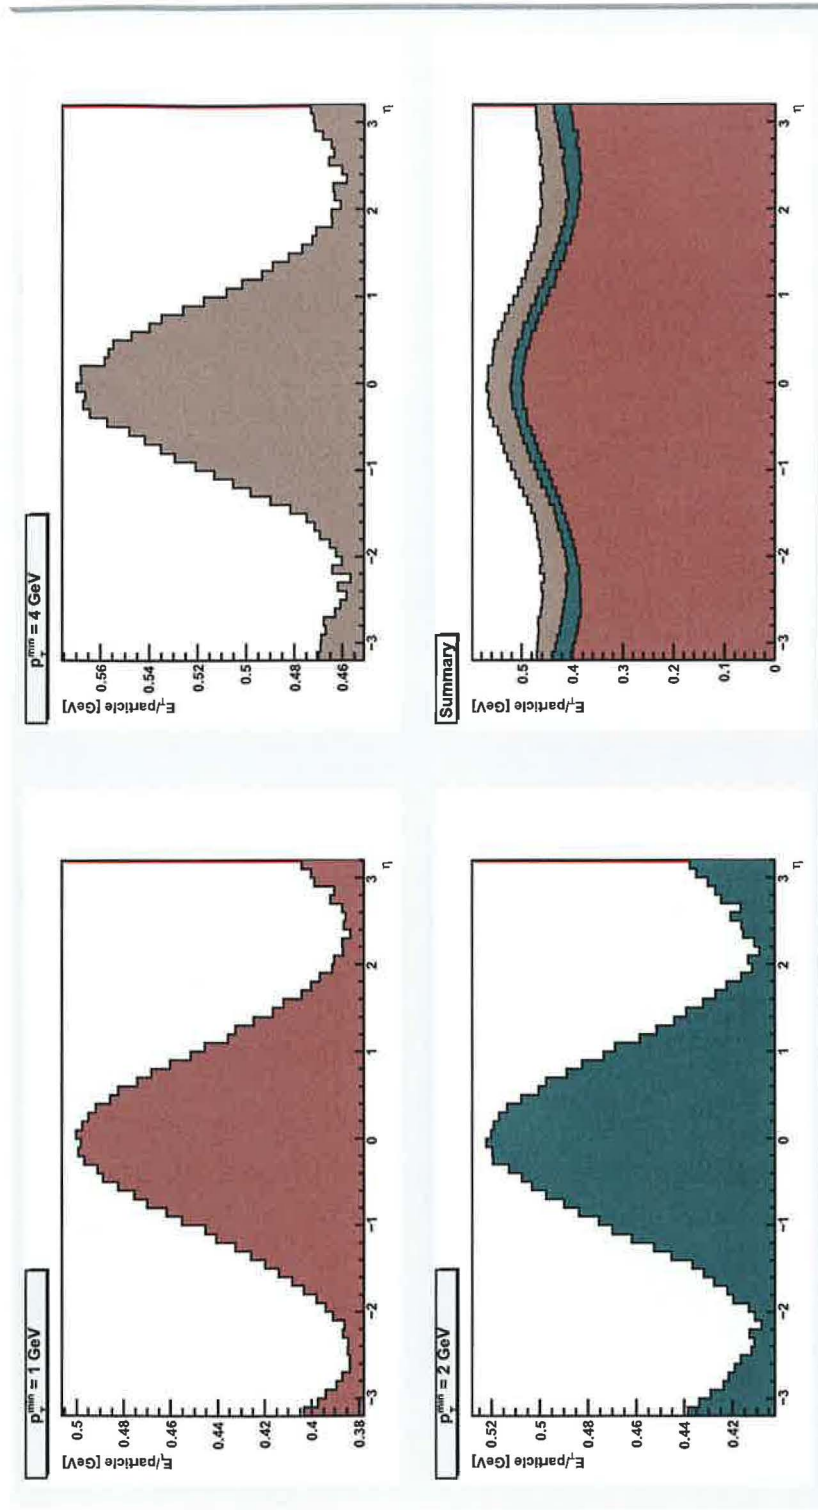 p_T^min = 1 GeV
E_T/particle [GeV]
0.5
0.48
0.46
0.44
0.42
0.4
0.38
-3 -2 -1 0 1 2 3
η
p_T^min = 4 GeV
E_T/particle [GeV]
0.56
0.54
0.52
0.5
0.48
0.46
-3 -2 -1 0 1 2 3
η
p_T^min = 2 GeV
E_T/particle [GeV]
0.52
0.5
0.48
0.46
0.44
0.42
-3 -2 -1 0 1 2 3
η
Summary
E_T/particle [GeV]
0.5
0.4
0.3
0.2
0.1
0
-3 -2 -1 0 1 2 3
η